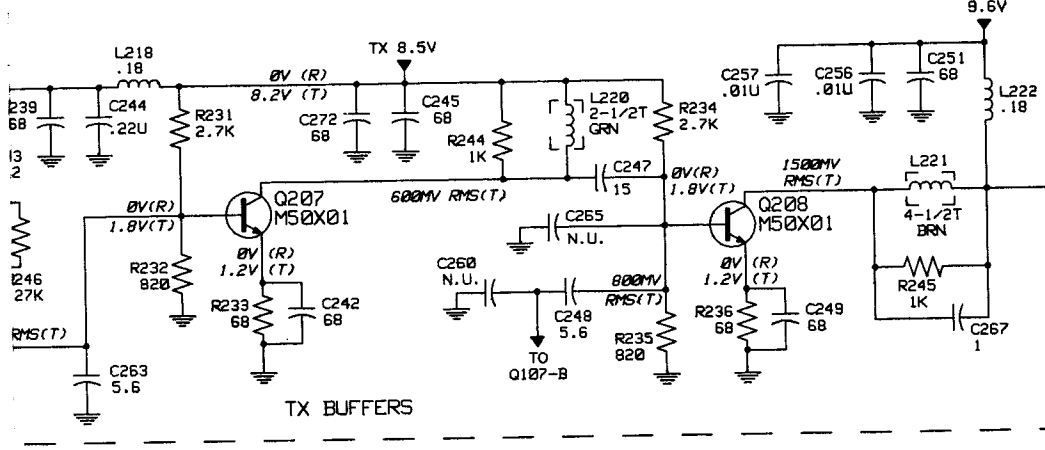 9.6V
L218
.18
TX 8.5V
0V (R)
8.2V (T)
239
68
C244
.22U
R231
2.7K
C272
68
C245
68
R244
1K
L220
2-1/2T
GRN
R234
2.7K
C257
.01U
C256
.01U
C251
68
L222
.18
2
C247
15
600MV RMS(T)
0V(R)
1.8V(T)
1500MV
RMS(T)
L221
4-1/2T
BRN
0V(R)
1.8V(T)
Q207
M50X01
Q208
M50X01
C265
N.U.
0V (R)
1.2V (T)
0V (R)
1.2V (T)
246
27K
R232
820
R233
68
C242
68
C260
N.U.
800MV
RMS(T)
C248
5.6
R235
820
R236
68
C249
68
R245
1K
C267
1
RMS(T)
C263
5.6
TO
Q107-B
TX BUFFERS